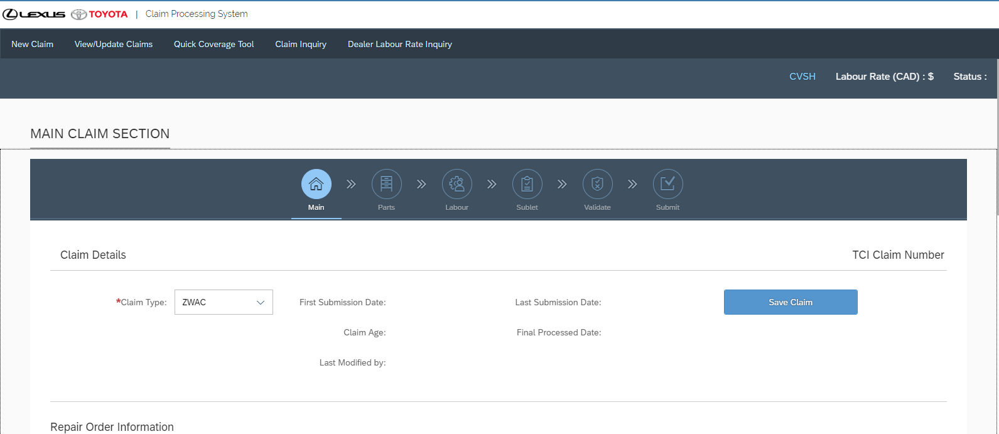 LEXUS TOYOTA | Claim Processing System
New Claim View/Update Claims Quick Coverage Tool Claim Inquiry Dealer Labour Rate Inquiry
CVSH Labour Rate (CAD) : $ Status :
MAIN CLAIM SECTION
Main Parts Labour Sublet Validate Submit
Claim Details TCI Claim Number
*Claim Type: ZWAC First Submission Date: Last Submission Date: Save Claim
Claim Age: Final Processed Date:
Last Modified by:
Repair Order Information